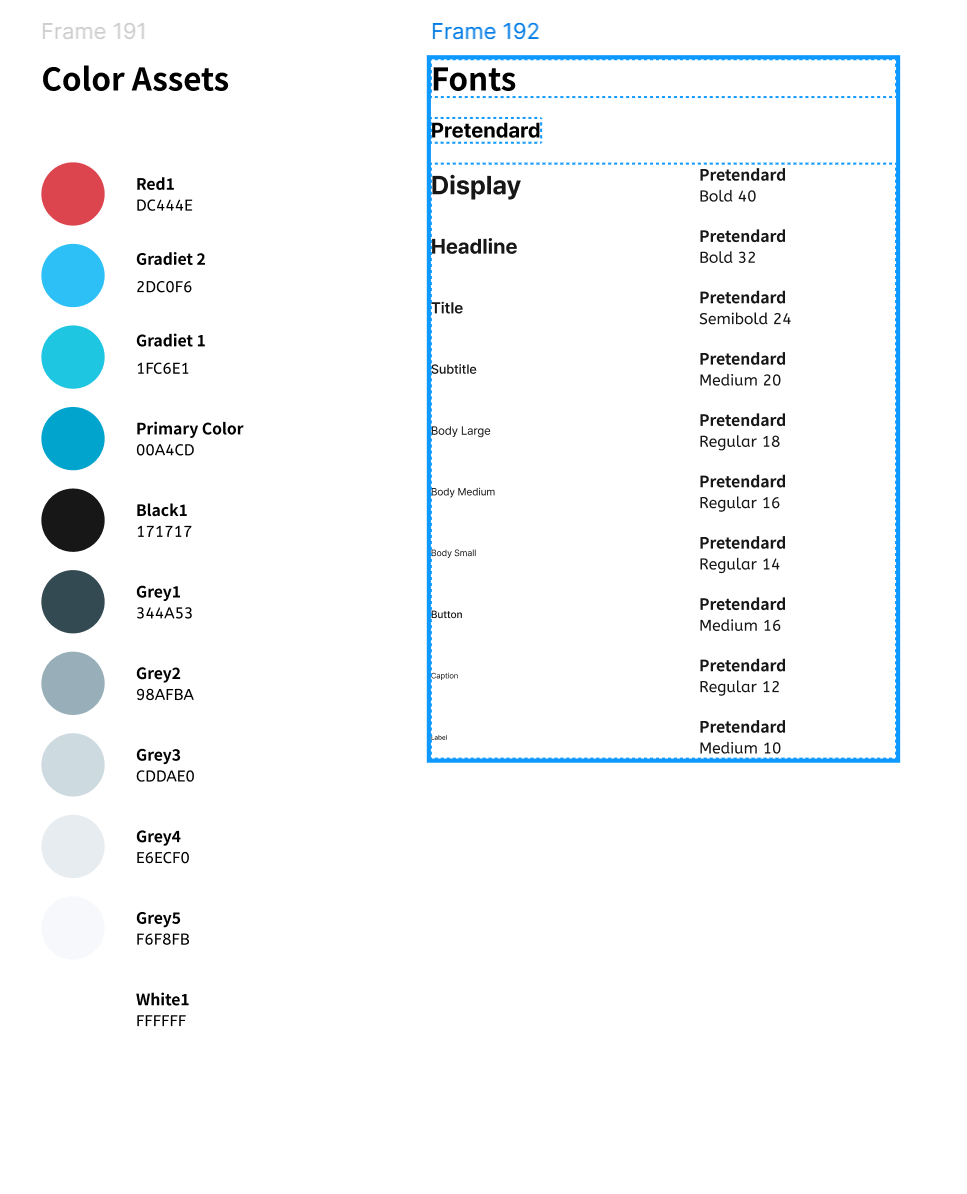 Frame 191
Color Assets
Red1
DC444E
Gradiet 2
2DC0F6
Gradiet 1
1FC6E1
Primary Color
00A4CD
Black1
171717
Grey1
344A53
Grey2
98AFBA
Grey3
CDDAE0
Grey4
E6ECF0
Grey5
F6F8FB
White1
FFFFFF
Frame 192
Fonts
Pretendard
Display
Pretendard
Bold 40
Headline
Pretendard
Bold 32
Title
Pretendard
Semibold 24
Subtitle
Pretendard
Medium 20
Body Large
Pretendard
Regular 18
Body Medium
Pretendard
Regular 16
Body Small
Pretendard
Regular 14
Button
Pretendard
Medium 16
Caption
Pretendard
Regular 12
Label
Pretendard
Medium 10